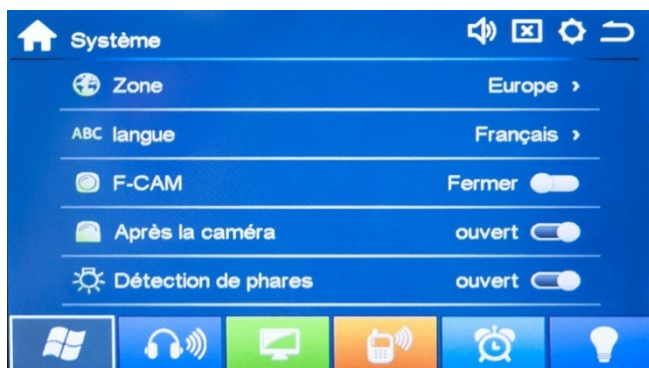 Système
Zone Europe
ABC langue Français
F-CAM Fermer
Après la caméra ouvert
Détection de phares ouvert